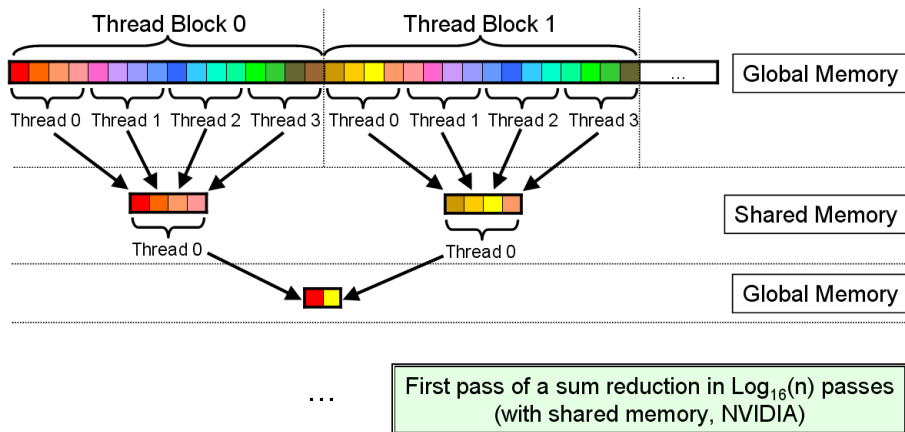 Thread Block 0
Thread Block 1
...
Global Memory
Thread 0
Thread 1
Thread 2
Thread 3
Thread 0
Thread 1
Thread 2
Thread 3
Shared Memory
Thread 0
Thread 0
Global Memory
...
First pass of a sum reduction in Log16(n) passes
(with shared memory, NVIDIA)